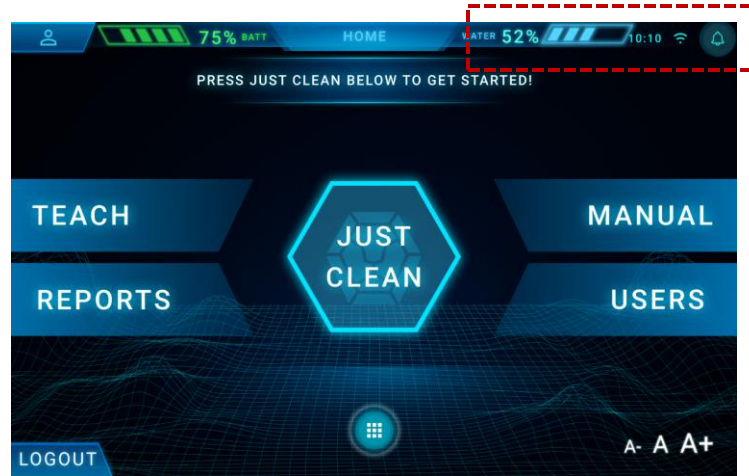 75% BATT HOME WATER 52% 10:10
PRESS JUST CLEAN BELOW TO GET STARTED!
TEACH
MANUAL
JUST
CLEAN
REPORTS
USERS
LOGOUT
A- A A+